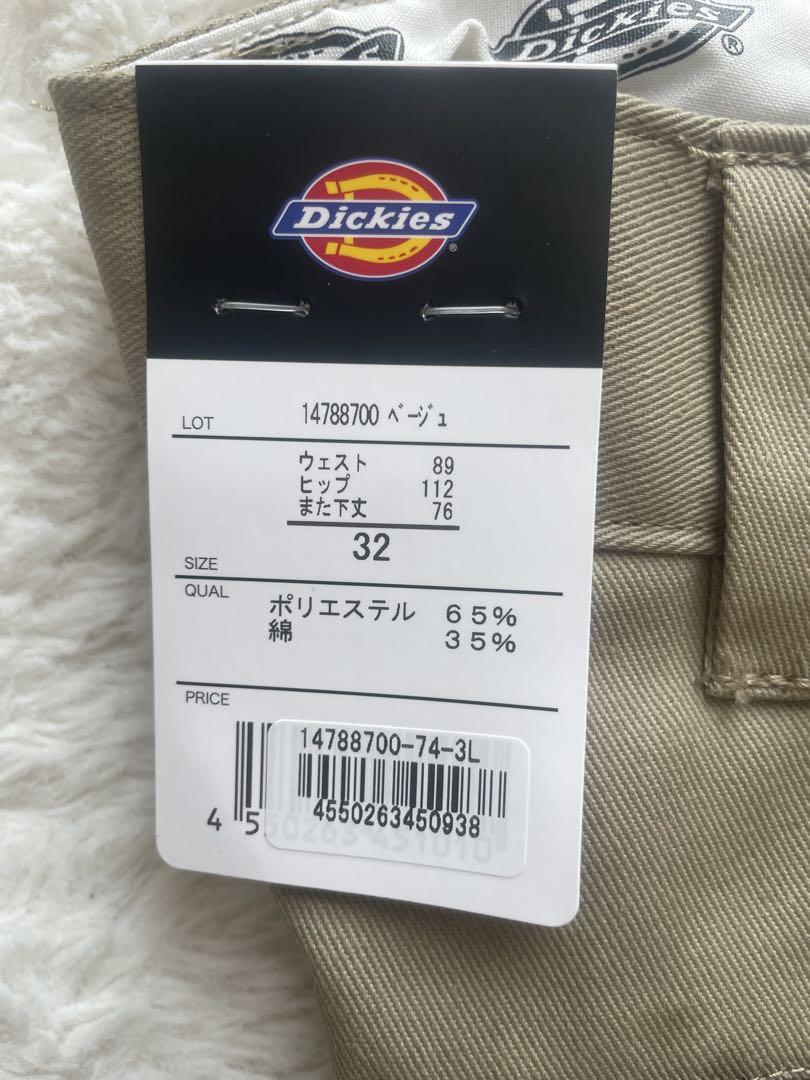 Dickies
®
Dickies
®
LOT 14788700 ベージュ
ウェスト 89
ヒップ 112
また下丈 76
SIZE 32
QUAL ポリエステル 65%
綿 35%
PRICE
14788700-74-3L
4550263450938
4 550263 451010